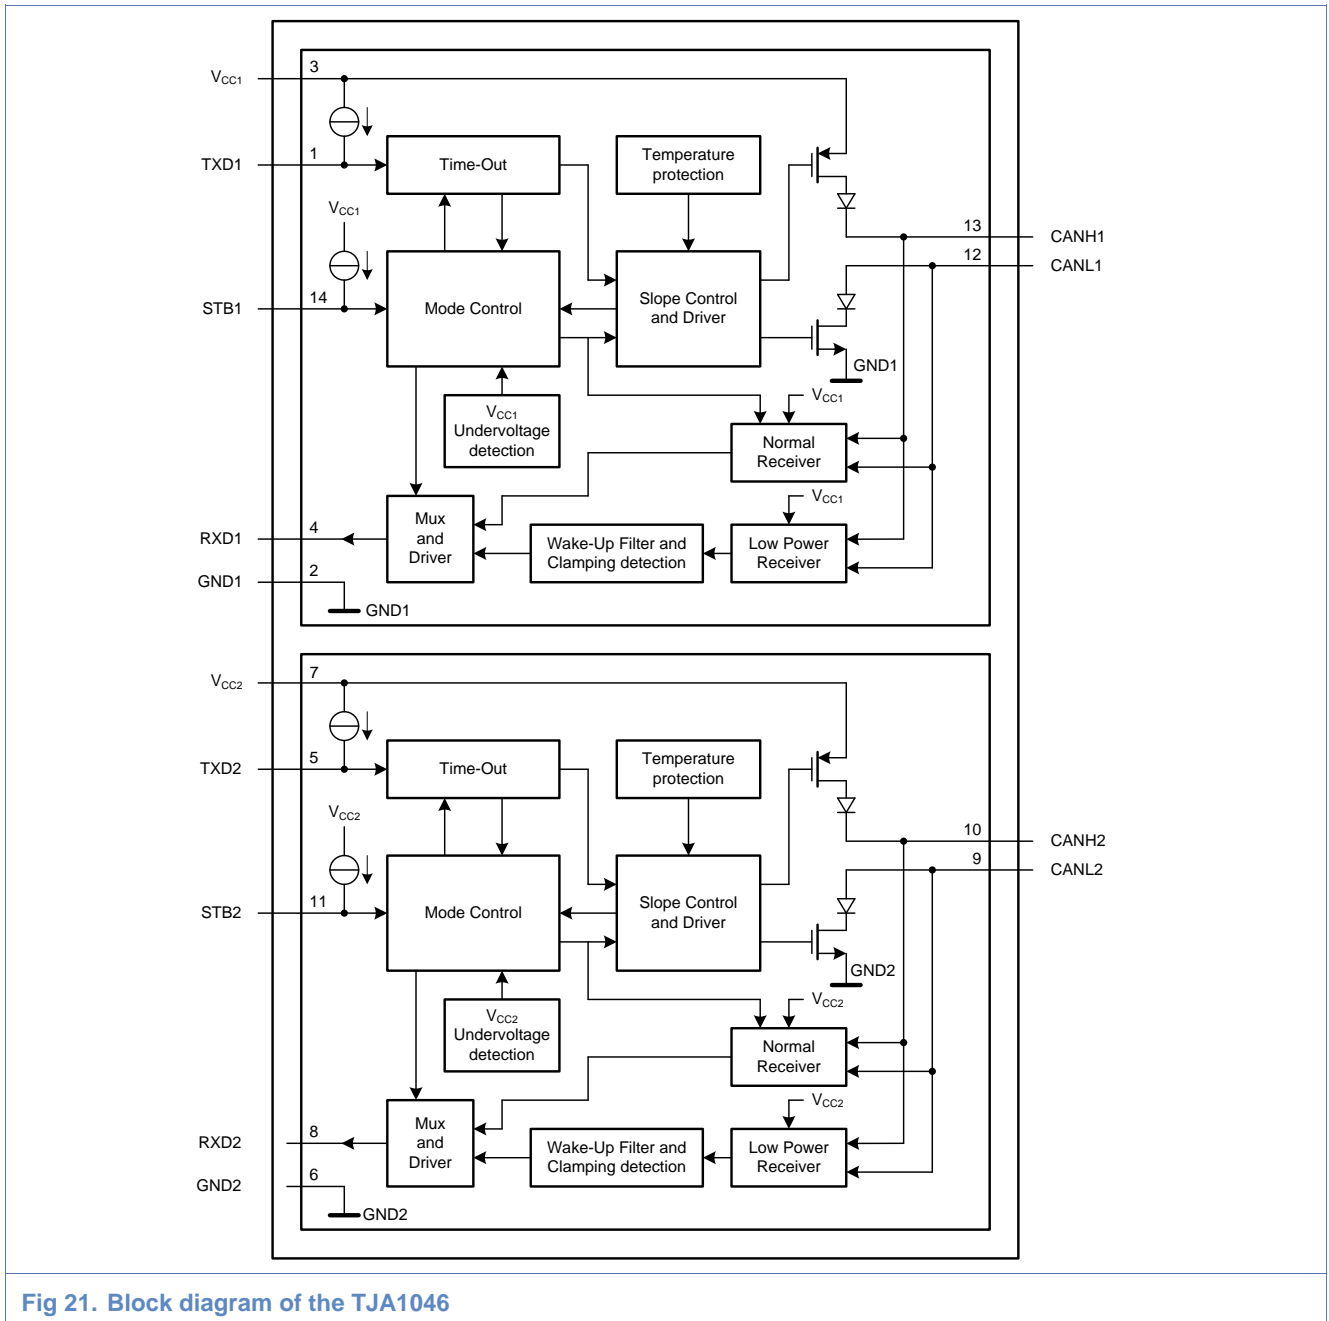 3
VCC1
1
TXD1
Time-Out
Temperature
protection
VCC1
13
CANH1
12
CANL1
14
STB1
Mode Control
Slope Control
and Driver
GND1
VCC1
VCC1
Undervoltage
detection
Normal
Receiver
VCC1
4
RXD1
Mux
and
Driver
Wake-Up Filter and
Clamping detection
Low Power
Receiver
2
GND1
GND1
7
VCC2
5
TXD2
Time-Out
Temperature
protection
VCC2
10
CANH2
9
CANL2
11
STB2
Mode Control
Slope Control
and Driver
GND2
VCC2
VCC2
Undervoltage
detection
Normal
Receiver
VCC2
8
RXD2
Mux
and
Driver
Wake-Up Filter and
Clamping detection
Low Power
Receiver
6
GND2
GND2
Fig 21. Block diagram of the TJA1046